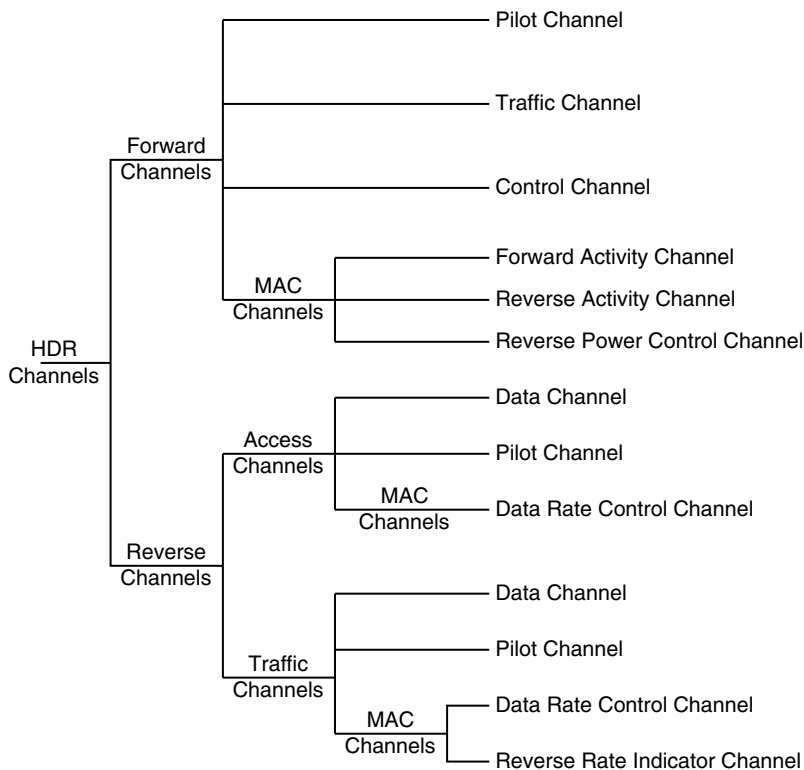 Pilot Channel
Traffic Channel
Forward
Channels
Control Channel
Forward Activity Channel
MAC
Channels
Reverse Activity Channel
Reverse Power Control Channel
HDR
Channels
Data Channel
Access
Channels
Pilot Channel
MAC
Channels
Data Rate Control Channel
Reverse
Channels
Data Channel
Pilot Channel
Traffic
Channels
Data Rate Control Channel
MAC
Channels
Reverse Rate Indicator Channel